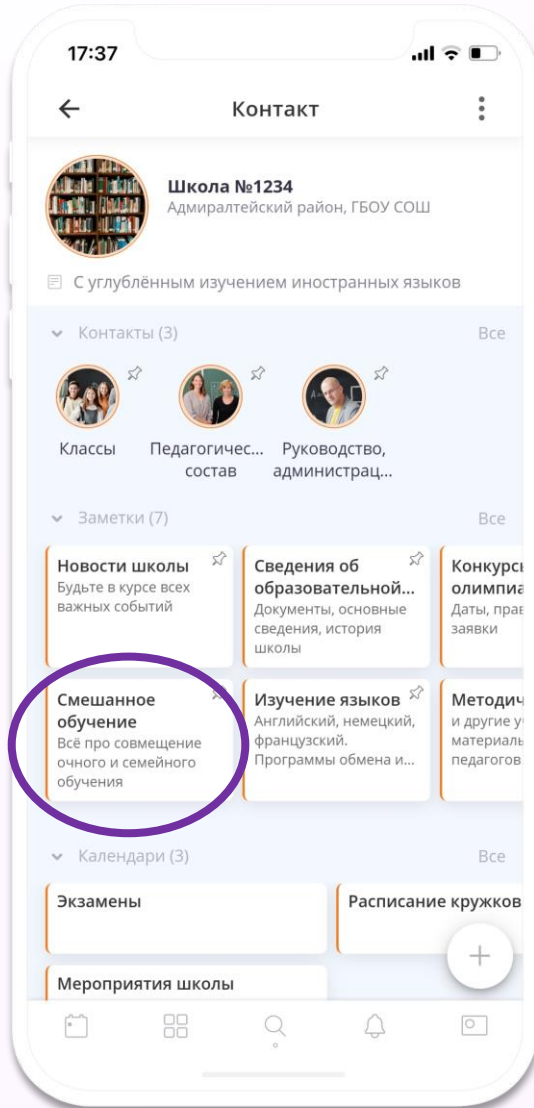 17:37
Контакт
Школа №1234
Адмиралтейский район, ГБОУ СОШ
С углублённым изучением иностранных языков
Контакты (3)
Все
Классы
Педагогичес...
состав
Руководство,
администрац...
Заметки (7)
Все
Новости школы
Будьте в курсе всех
важных событий
Сведения об
образовательной...
Документы, основные
сведения, история
школы
заявки
Смешанное
обучение
Всё про совмещение
очного и семейного
обучения
Изучение языков
Английский, немецкий,
французский.
Программы обмена и...
педагогов
Календари (3)
Все
Экзамены
Расписание кружков
Мероприятия школы